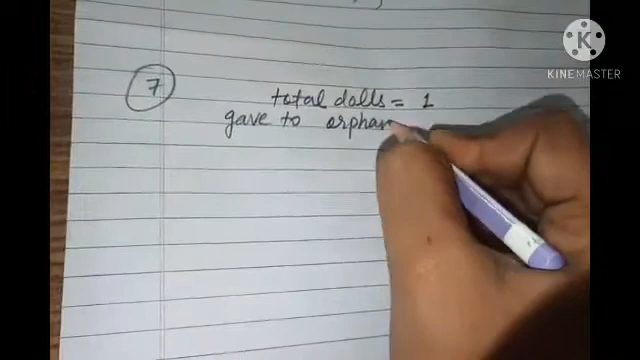 KINEMASTER
7
total dolls = 1
gave to orphan